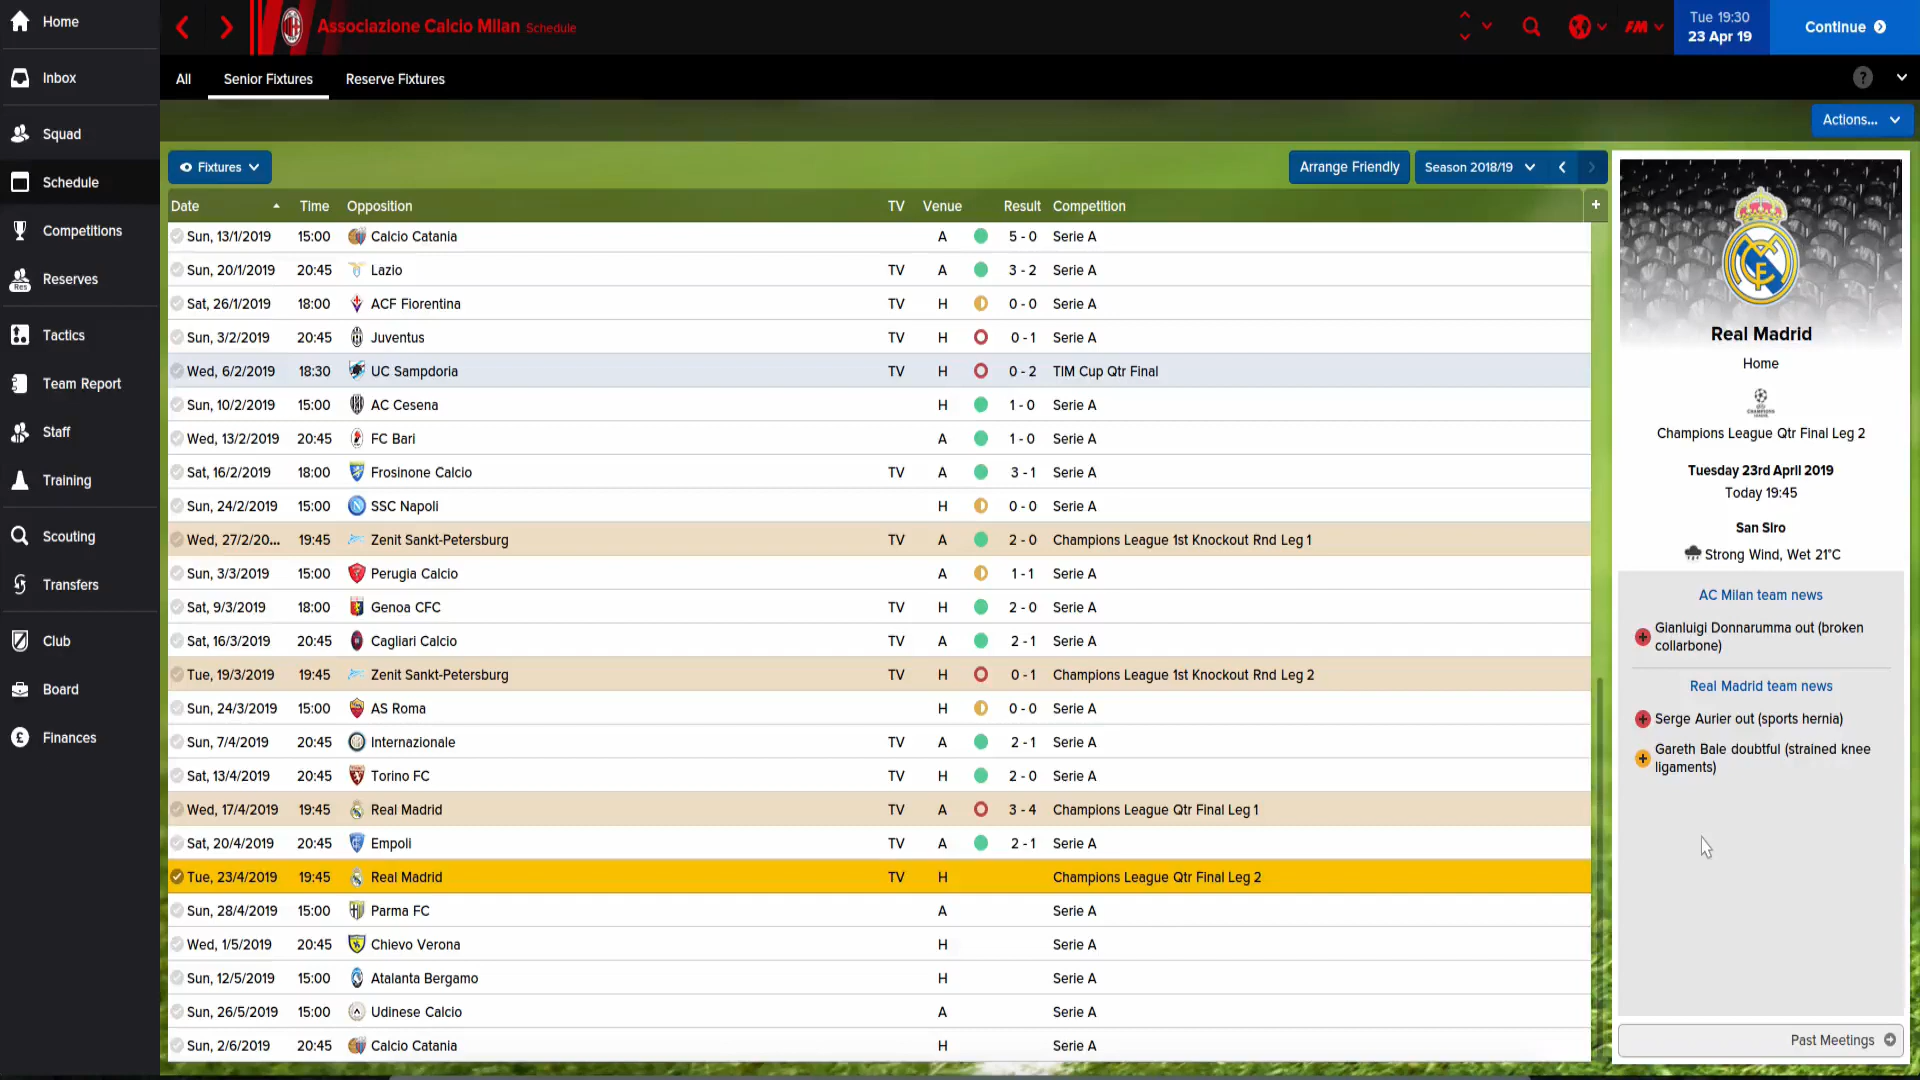 Home
Inbox
Squad
Schedule
Competitions
Reserves
Tactics
Team Report
Staff
Training
Scouting
Transfers
Club
Board
Finances
Associazione Calcio Milan Schedule
FM
Tue 19:30
23 Apr 19
Continue
All Senior Fixtures Reserve Fixtures
?
Actions...
Fixtures
Arrange Friendly Season 2018/19
Date Time Opposition TV Venue Result Competition +
Sun, 13/1/2019 15:00 Calcio Catania A 5 - 0 Serie A
Sun, 20/1/2019 20:45 Lazio TV A 3 - 2 Serie A
Sat, 26/1/2019 18:00 ACF Fiorentina TV H 0 - 0 Serie A
Sun, 3/2/2019 20:45 Juventus TV H 0 - 1 Serie A
Wed, 6/2/2019 18:30 UC Sampdoria TV H 0 - 2 TIM Cup Qtr Final
Sun, 10/2/2019 15:00 AC Cesena H 1 - 0 Serie A
Wed, 13/2/2019 20:45 FC Bari A 1 - 0 Serie A
Sat, 16/2/2019 18:00 Frosinone Calcio TV A 3 - 1 Serie A
Sun, 24/2/2019 15:00 SSC Napoli H 0 - 0 Serie A
Wed, 27/2/20... 19:45 Zenit Sankt-Petersburg TV A 2 - 0 Champions League 1st Knockout Rnd Leg 1
Sun, 3/3/2019 15:00 Perugia Calcio A 1 - 1 Serie A
Sat, 9/3/2019 18:00 Genoa CFC TV H 2 - 0 Serie A
Sat, 16/3/2019 20:45 Cagliari Calcio TV A 2 - 1 Serie A
Tue, 19/3/2019 19:45 Zenit Sankt-Petersburg TV H 0 - 1 Champions League 1st Knockout Rnd Leg 2
Sun, 24/3/2019 15:00 AS Roma H 0 - 0 Serie A
Sun, 7/4/2019 20:45 Internazionale TV A 2 - 1 Serie A
Sat, 13/4/2019 20:45 Torino FC TV H 2 - 0 Serie A
Wed, 17/4/2019 19:45 Real Madrid TV A 3 - 4 Champions League Qtr Final Leg 1
Sat, 20/4/2019 20:45 Empoli TV A 2 - 1 Serie A
Tue, 23/4/2019 19:45 Real Madrid TV H Champions League Qtr Final Leg 2
Sun, 28/4/2019 15:00 Parma FC A Serie A
Wed, 1/5/2019 20:45 Chievo Verona H Serie A
Sun, 12/5/2019 15:00 Atalanta Bergamo H Serie A
Sun, 26/5/2019 15:00 Udinese Calcio A Serie A
Sun, 2/6/2019 20:45 Calcio Catania H Serie A
Real Madrid
Home
Champions League Qtr Final Leg 2
Tuesday 23rd April 2019
Today 19:45
San Siro
Strong Wind, Wet 21°C
AC Milan team news
Gianluigi Donnarumma out (broken
collarbone)
Real Madrid team news
Serge Aurier out (sports hernia)
Gareth Bale doubtful (strained knee
ligaments)
Past Meetings